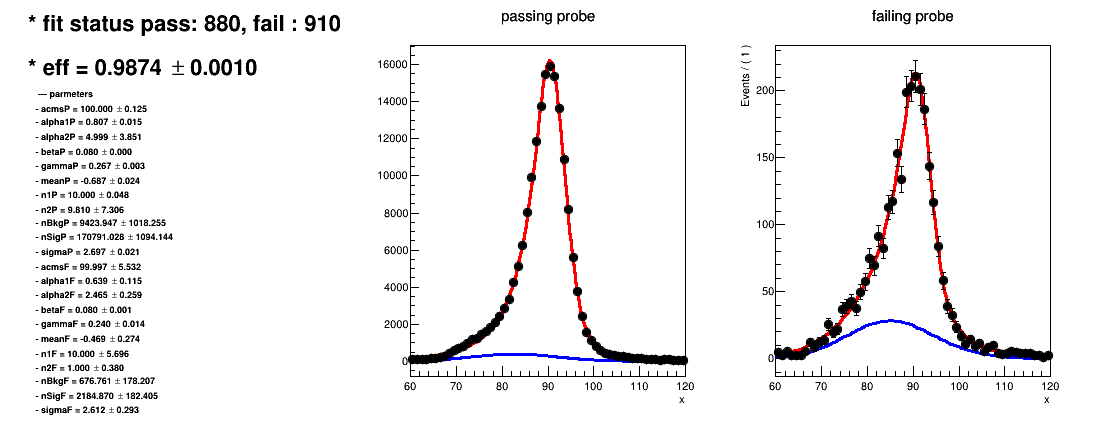 * fit status pass: 880, fail : 910
* eff = 0.9874 ± 0.0010
--- parmeters
- acmsP = 100.000 ± 0.125
- alpha1P = 0.807 ± 0.015
- alpha2P = 4.999 ± 3.851
- betaP = 0.080 ± 0.000
- gammaP = 0.267 ± 0.003
- meanP = -0.687 ± 0.024
- n1P = 10.000 ± 0.048
- n2P = 9.810 ± 7.306
- nBkgP = 9423.947 ± 1018.255
- nSigP = 170791.028 ± 1094.144
- sigmaP = 2.697 ± 0.021
- acmsF = 99.997 ± 5.532
- alpha1F = 0.639 ± 0.115
- alpha2F = 2.465 ± 0.259
- betaF = 0.080 ± 0.001
- gammaF = 0.240 ± 0.014
- meanF = -0.469 ± 0.274
- n1F = 10.000 ± 5.696
- n2F = 1.000 ± 0.380
- nBkgF = 676.761 ± 178.207
- nSigF = 2184.870 ± 182.405
- sigmaF = 2.612 ± 0.293
passing probe
16000
14000
12000
10000
8000
6000
4000
2000
0
60 70 80 90 100 110 120
x
failing probe
Events / ( 1 )
200
150
100
50
0
60 70 80 90 100 110 120
x